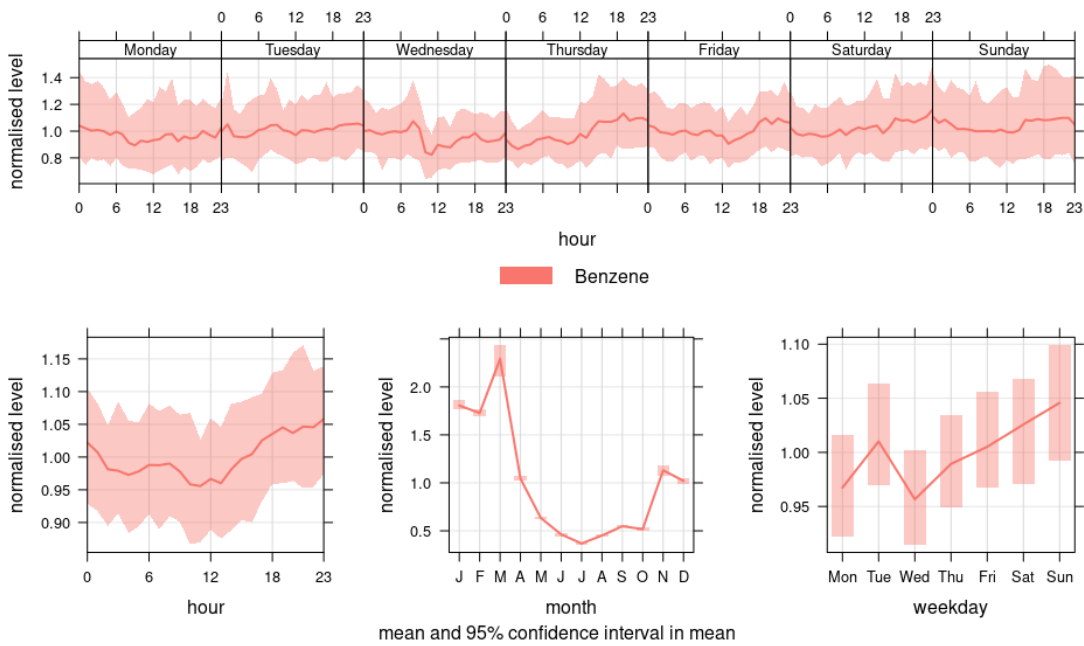 0 6 12 18 23 0 6 12 18 23 0 6 12 18 23
Monday Tuesday Wednesday Thursday Friday Saturday Sunday
normalised level
1.4
1.2
1.0
0.8
0 6 12 18 23 0 6 12 18 23 0 6 12 18 23 0 6 12 18 23
hour
Benzene
normalised level
1.15
1.10
1.05
1.00
0.95
0.90
0 6 12 18 23
hour
normalised level
2.0
1.5
1.0
0.5
J F M A M J J A S O N D
month
normalised level
1.10
1.05
1.00
0.95
Mon Tue Wed Thu Fri Sat Sun
weekday
mean and 95% confidence interval in mean